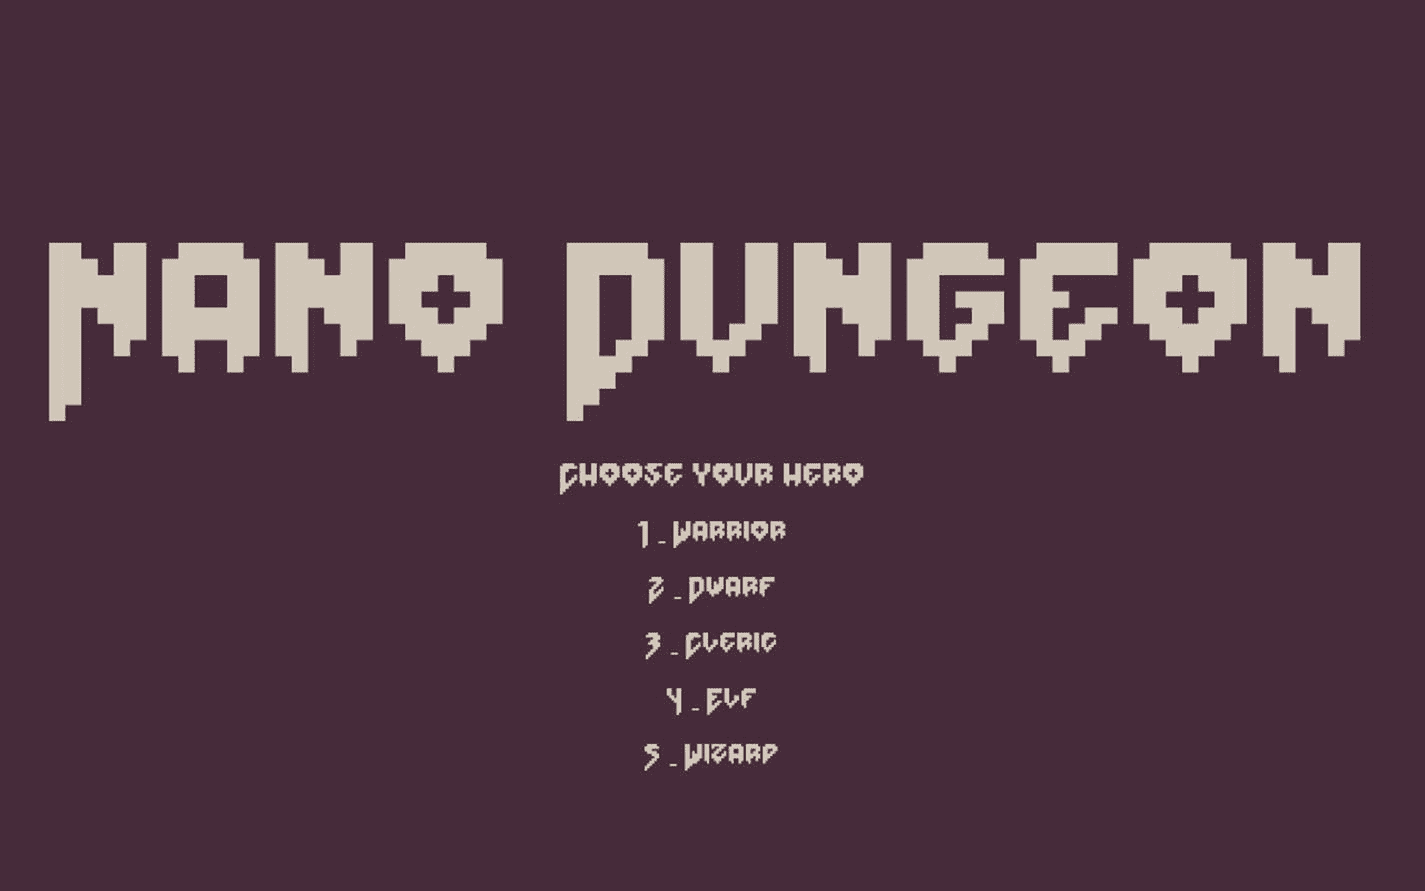 NANO DUNGEON
CHOOSE YOUR HERO
1 - WARRIOR
2 - DWARF
3 - CLERIC
4 - ELF
5 - WIZARD